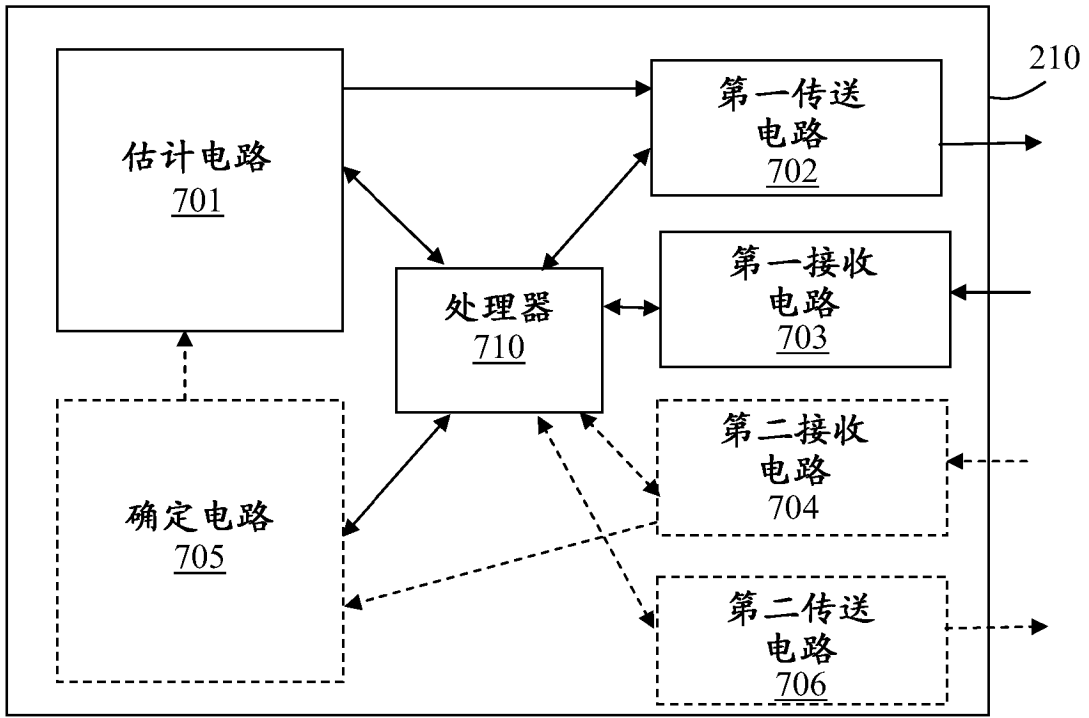 210
估计电路
701
第一传送
电路
702
第一接收
电路
703
处理器
710
第二接收
电路
704
确定电路
705
第二传送
电路
706